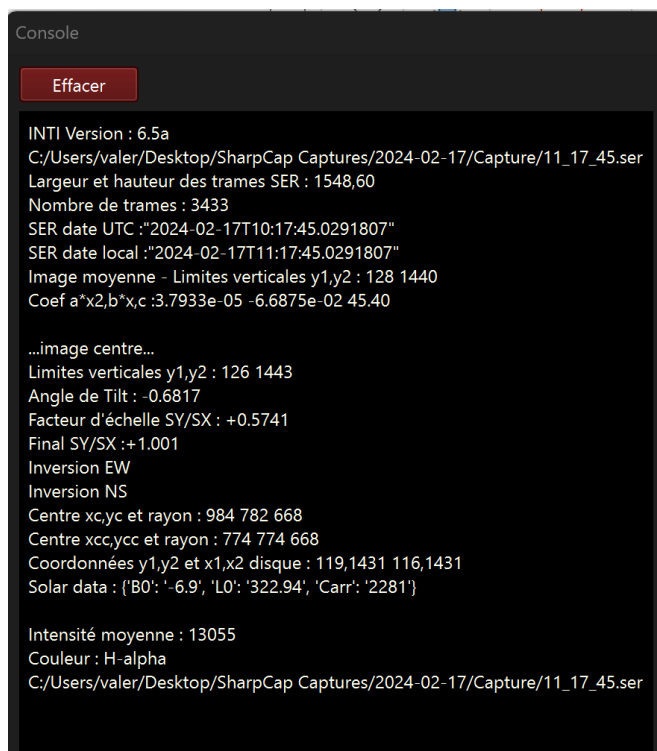 Console
Effacer
INTI Version : 6.5a
C:/Users/valer/Desktop/SharpCap Captures/2024-02-17/Capture/11_17_45.ser
Largeur et hauteur des trames SER : 1548,60
Nombre de trames : 3433
SER date UTC :"2024-02-17T10:17:45.0291807"
SER date local :"2024-02-17T11:17:45.0291807"
Image moyenne - Limites verticales y1,y2 : 128 1440
Coef a*x2,b*x,c :3.7933e-05 -6.6875e-02 45.40
...image centre...
Limites verticales y1,y2 : 126 1443
Angle de Tilt : -0.6817
Facteur d'échelle SY/SX : +0.5741
Final SY/SX :+1.001
Inversion EW
Inversion NS
Centre xc,yc et rayon : 984 782 668
Centre xcc,ycc et rayon : 774 774 668
Coordonnées y1,y2 et x1,x2 disque : 119,1431 116,1431
Solar data : {'B0': '-6.9', 'L0': '322.94', 'Carr': '2281'}
Intensité moyenne : 13055
Couleur : H-alpha
C:/Users/valer/Desktop/SharpCap Captures/2024-02-17/Capture/11_17_45.ser